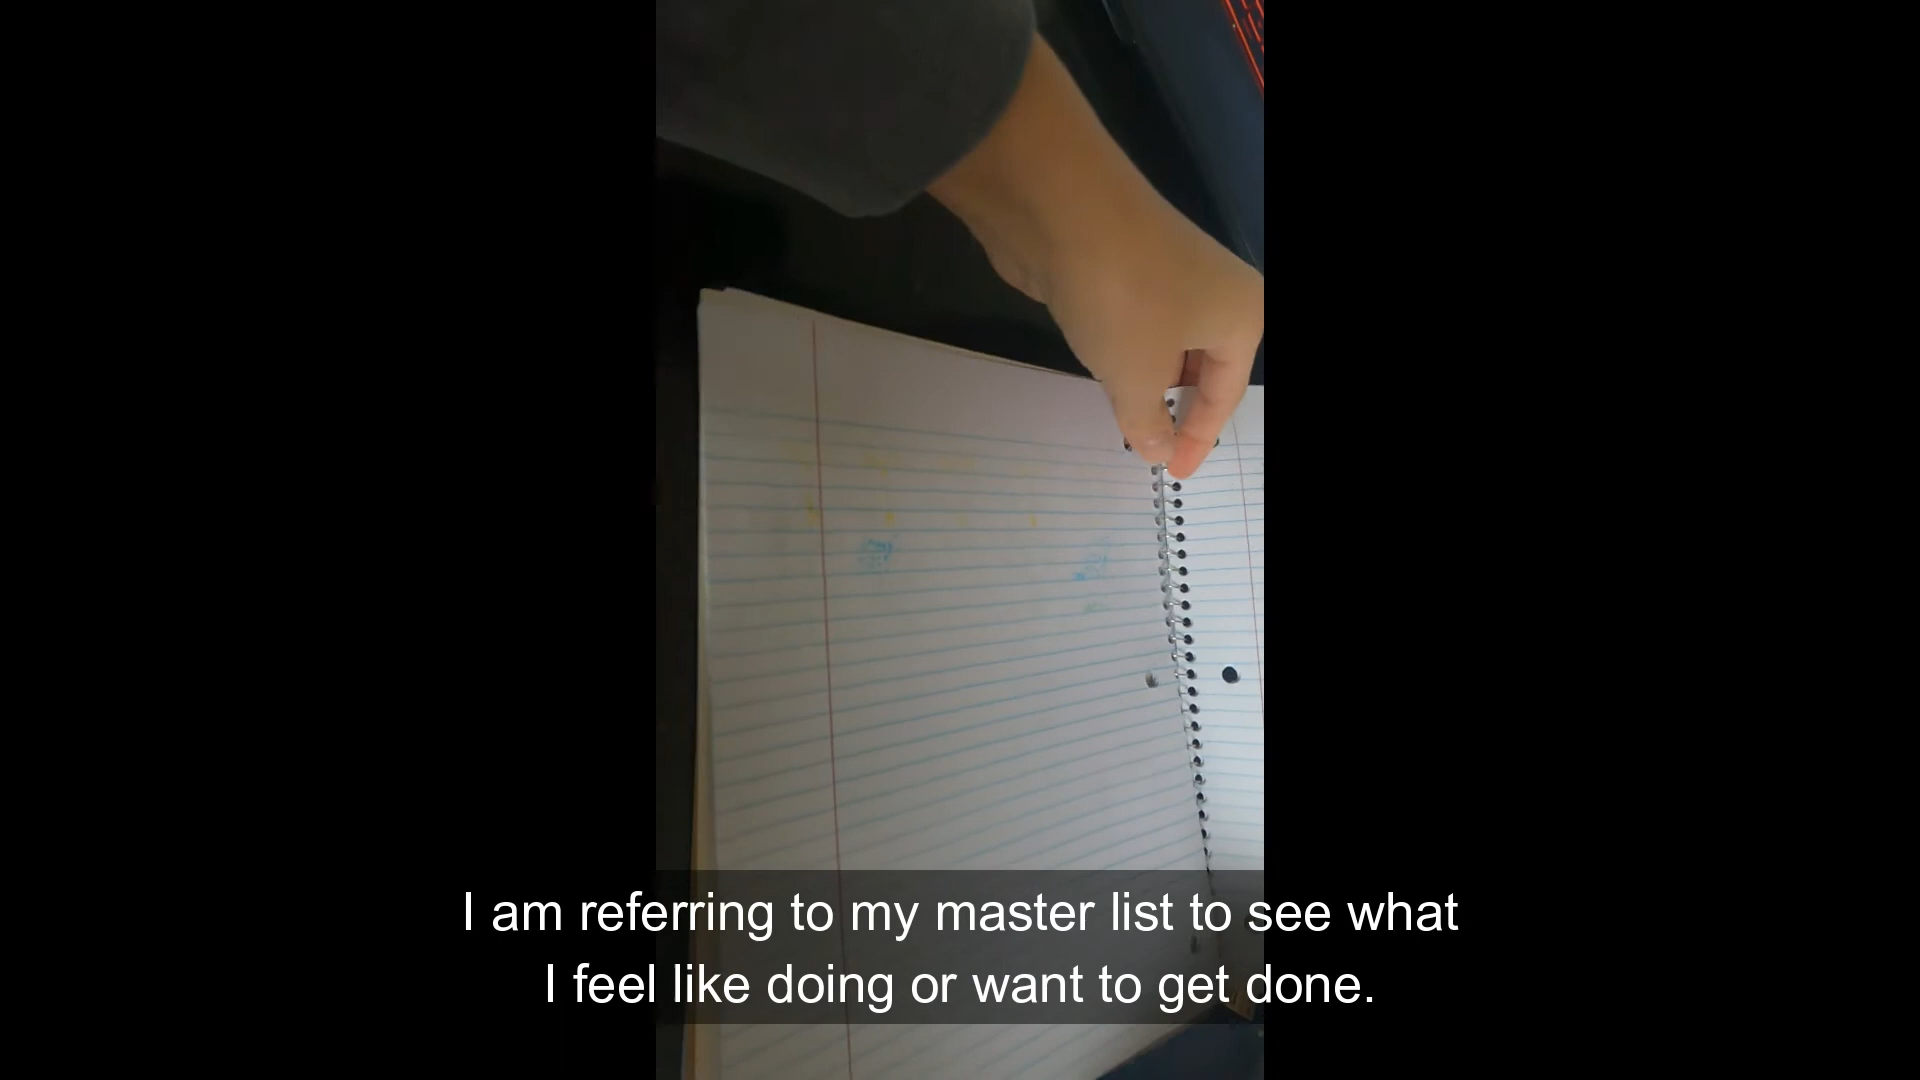 I am referring to my master list to see what
I feel like doing or want to get done.